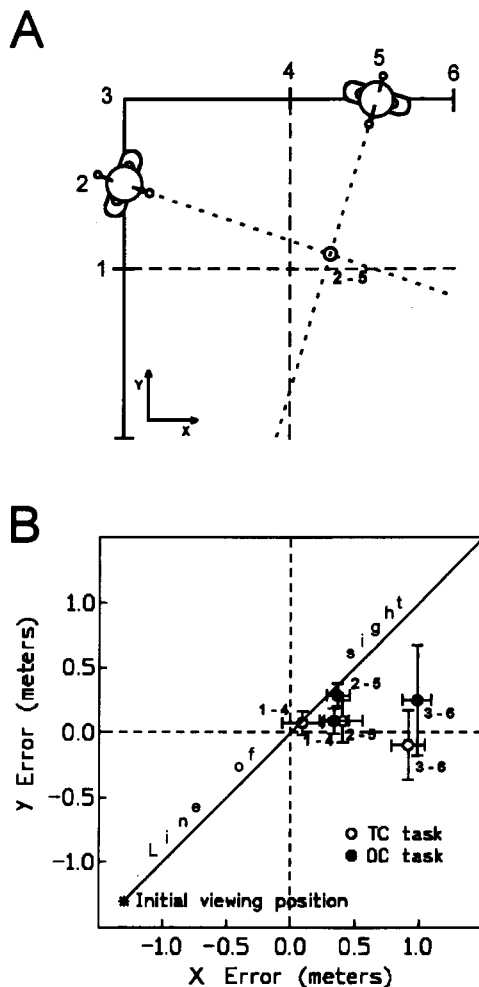 A
3
4
5
6
2
1
2-5
Y
X
B
y Error (meters)
1.0
0.5
0.0
-0.5
-1.0
Line of sight
2-5
1-4
1-4
2-5
3-6
3-6
○ TC task
● OC task
* Initial viewing position
-1.0 -0.5 0.0 0.5 1.0
X Error (meters)